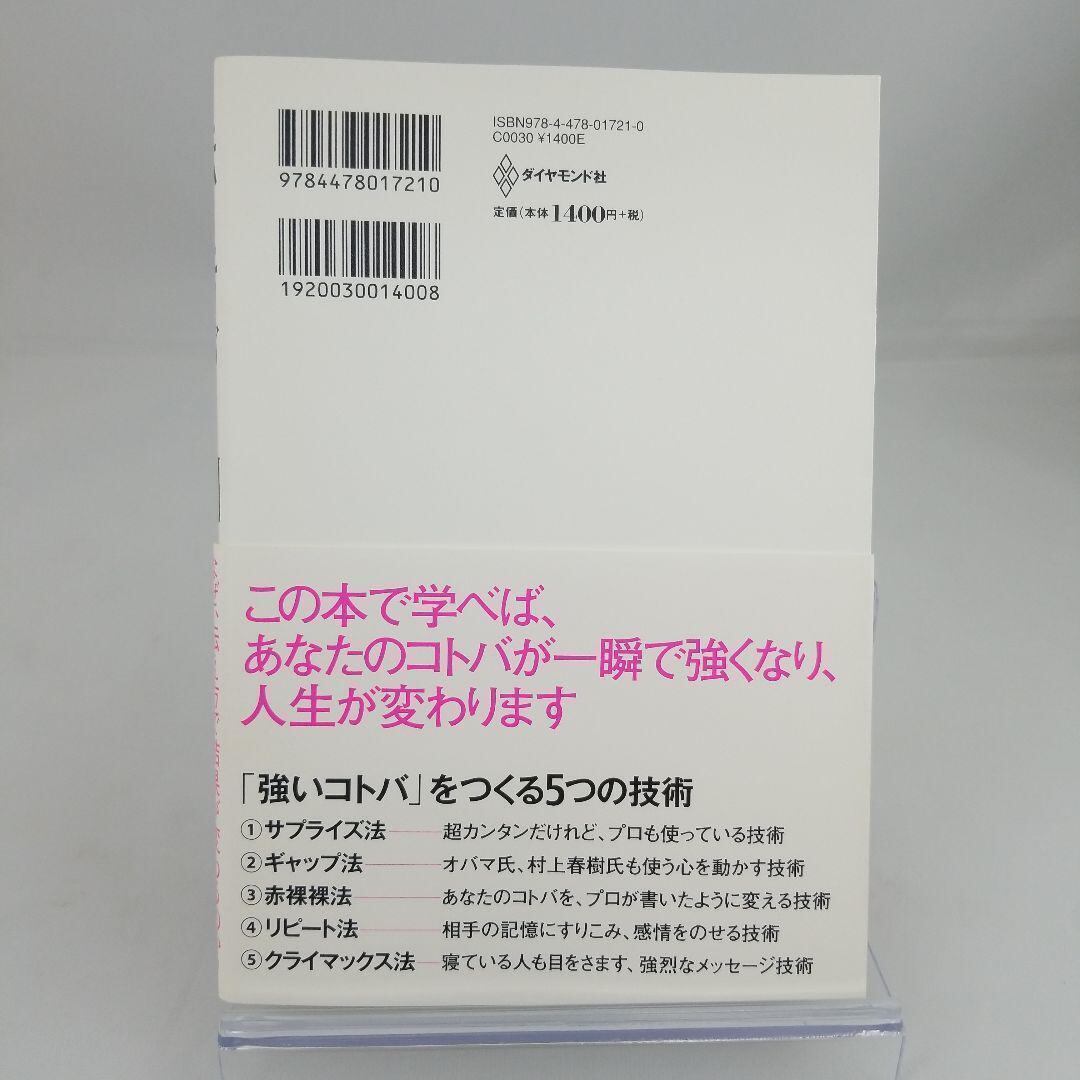 ISBN978-4-478-01721-0
C0030 ¥1400E
9784478017210
ダイヤモンド社
定価(本体1400円+税)
1920030014008
この本で学べば、
あなたのコトバが一瞬で強くなり、
人生が変わります
「強いコトバ」をつくる5つの技術
①サプライズ法 超カンタンだけれど、プロも使っている技術
②ギャップ法 オバマ氏、村上春樹氏も使う心を動かす技術
③赤裸裸法 あなたのコトバを、プロが書いたように変える技術
④リピート法 相手の記憶にすりこみ、感情をのせる技術
⑤クライマックス法 寝ている人も目をさます、強烈なメッセージ技術